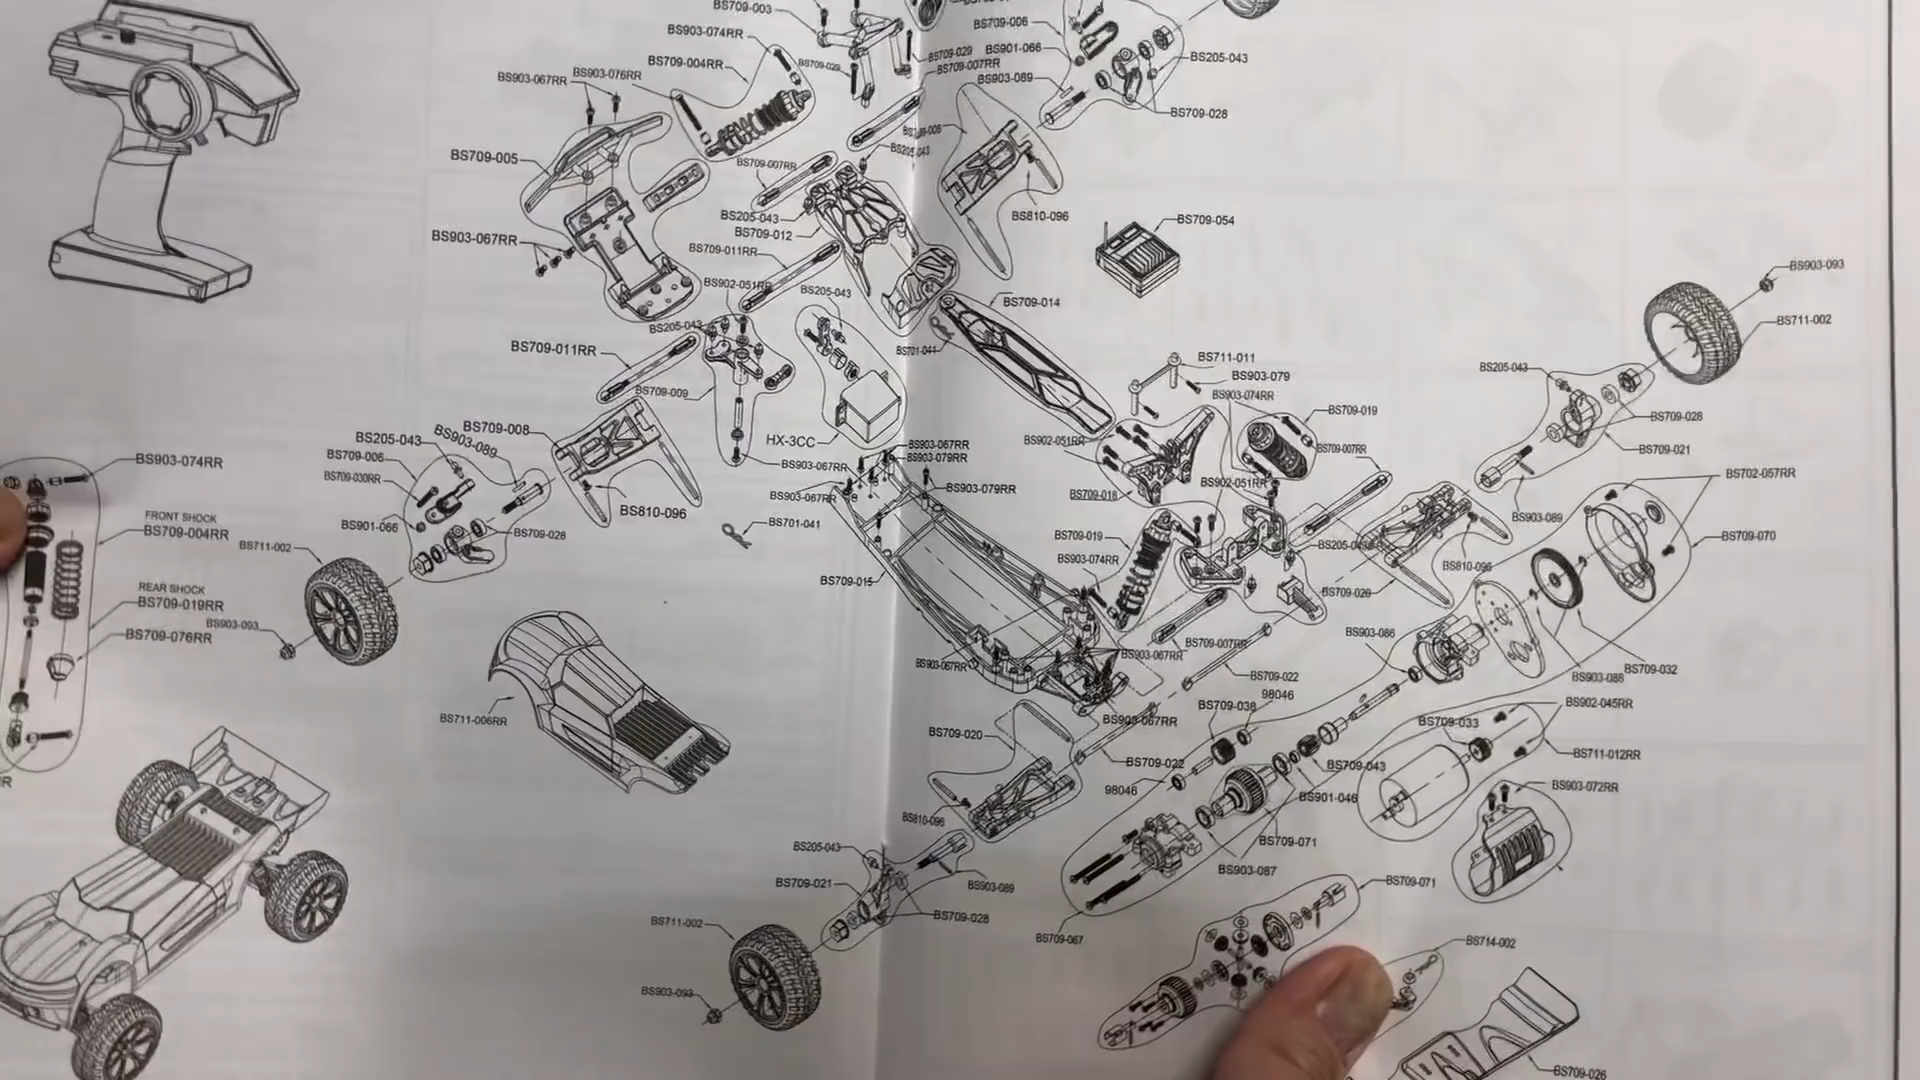 BS709-003
BS903-074RR
BS709-004RR
BS903-067RR
BS903-076RR
BS709-029
BS709-029
BS709-007RR
BS709-006
BS901-066
BS903-089
BS205-043
BS709-028
BS709-005
BS709-007RR
BS205-043
BS810-096
BS709-054
BS205-043
BS709-012
BS903-067RR
BS709-011RR
BS902-051RR
BS205-043
BS709-014
BS903-093
BS711-002
BS205-043
BS709-011RR
BS701-041
BS709-009
BS711-011
BS903-079
BS903-074RR
BS709-019
BS205-043
BS709-028
BS709-021
BS709-008
BS205-043
BS903-089
HX-3CC
BS903-067RR
BS903-079RR
BS902-051RR
BS709-007RR
BS903-074RR
BS709-006
BS709-030RR
BS903-067RR
BS903-067RR
BS903-079RR
BS709-018
BS902-051RR
BS702-057RR
BS901-066
BS810-096
BS701-041
BS709-028
BS903-089
FRONT SHOCK
BS709-004RR
BS711-002
BS709-019
BS903-074RR
BS709-070
BS810-096
BS709-015
BS709-020
REAR SHOCK
BS709-019RR
BS903-093
BS709-076RR
BS903-086
BS903-067RR
BS709-007RR
BS903-067RR
BS709-022
BS903-088
BS709-032
98046
BS709-038
BS902-045RR
BS711-006RR
BS903-067RR
BS709-033
BS709-020
BS711-012RR
BS709-022
BS709-043
98046
BS901-046
BS903-072RR
BS810-096
BS709-071
BS205-043
BS903-087
BS709-021
BS903-089
BS709-071
BS709-028
BS711-002
BS709-067
BS714-002
BS903-093
BS709-026